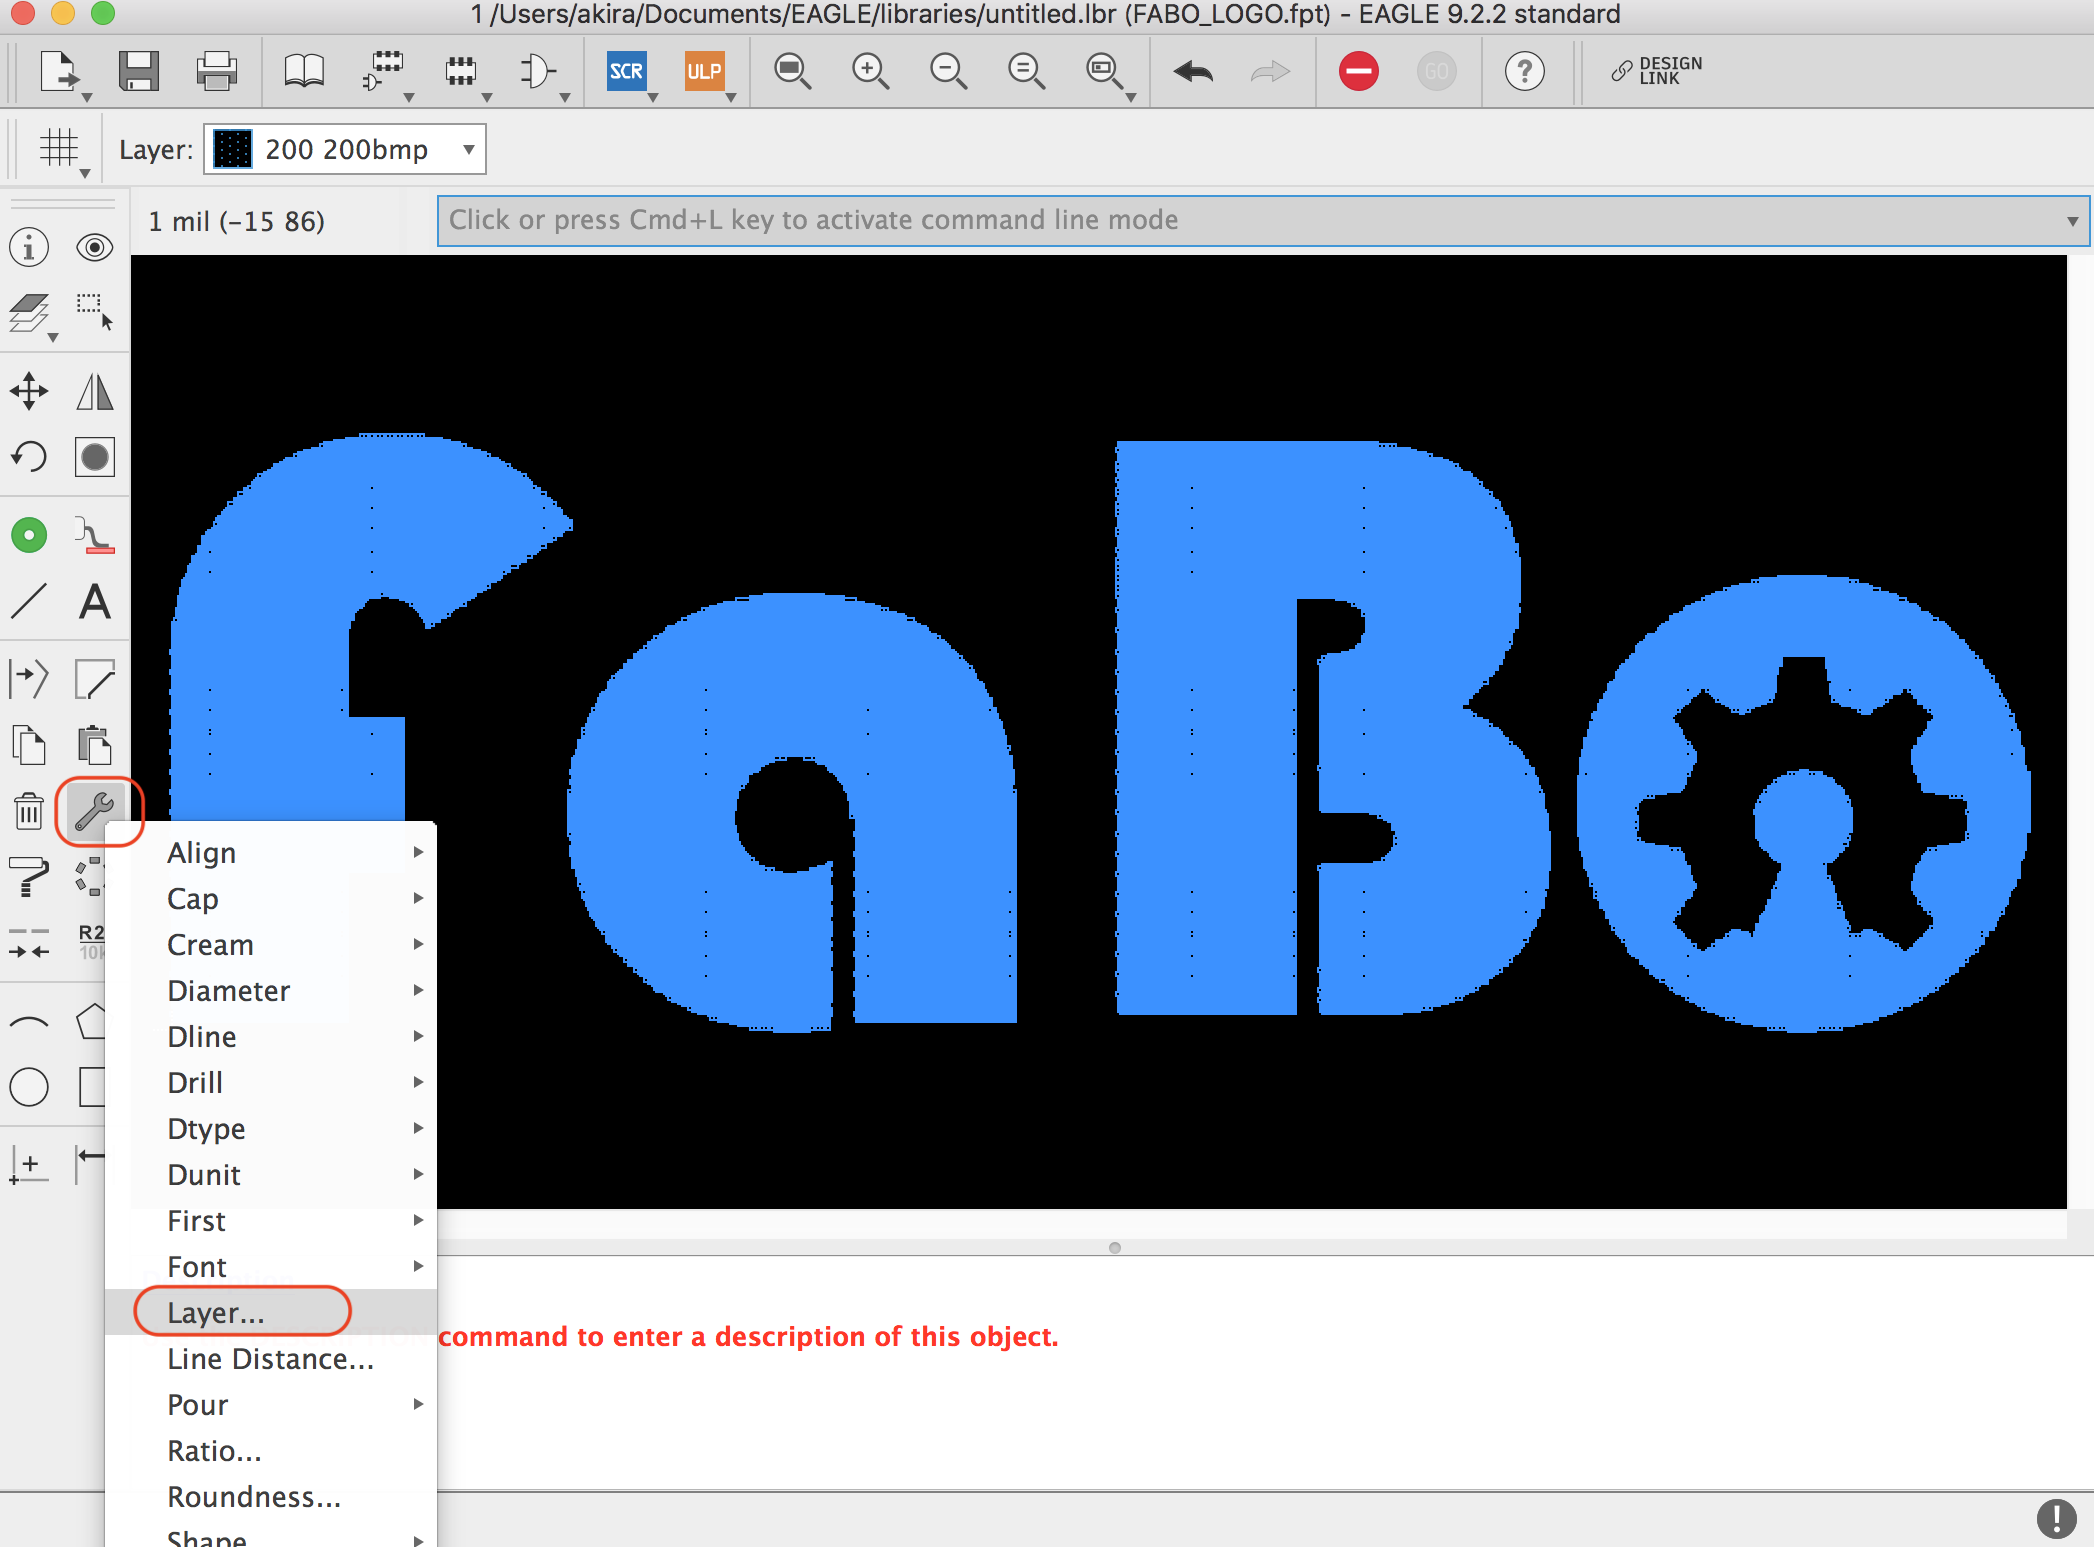 1 /Users/akira/Documents/EAGLE/libraries/untitled.lbr (FABO_LOGO.fpt) - EAGLE 9.2.2 standard
SCR
ULP
GO
?
DESIGN
LINK
Layer:
200 200bmp
1 mil (-15 86)
Click or press Cmd+L key to activate command line mode
i
A
R2
10k
FaBo
Align
Cap
Cream
Diameter
Dline
Drill
Dtype
Dunit
First
Font
Layer...
command to enter a description of this object.
Line Distance...
Pour
Ratio...
Roundness...
Shape
!